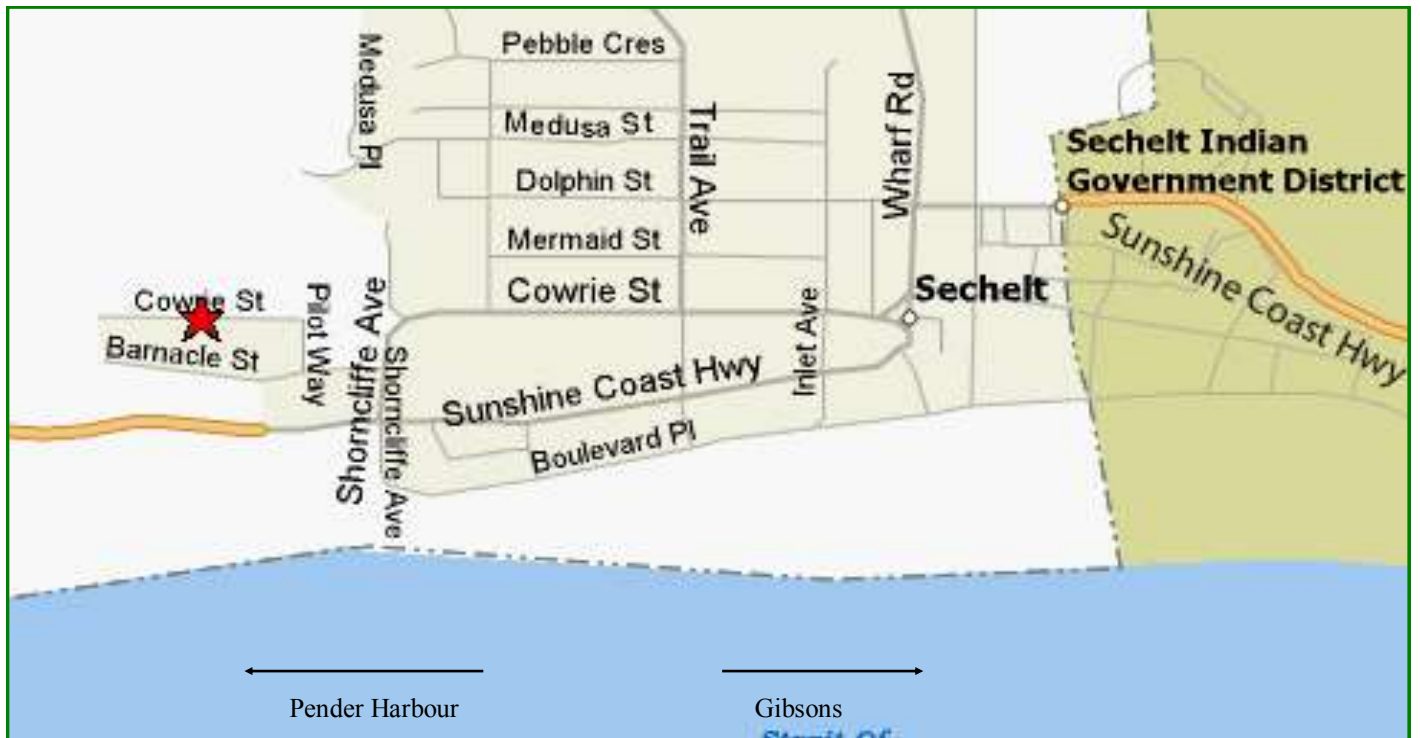 Pebble Cres
Medusa Pl
Medusa St
Trail Ave
Wharf Rd
Sechelt Indian
Government District
Dolphin St
Mermaid St
Sunshine Coast Hwy
Cowrie St
Sechelt
Cowrie St
Pilot Way
Shorncliffe Ave
Barnacle St
Inlet Ave
Shorncliffe Ave
Sunshine Coast Hwy
Boulevard Pl
Pender Harbour
Gibsons
Strait Of